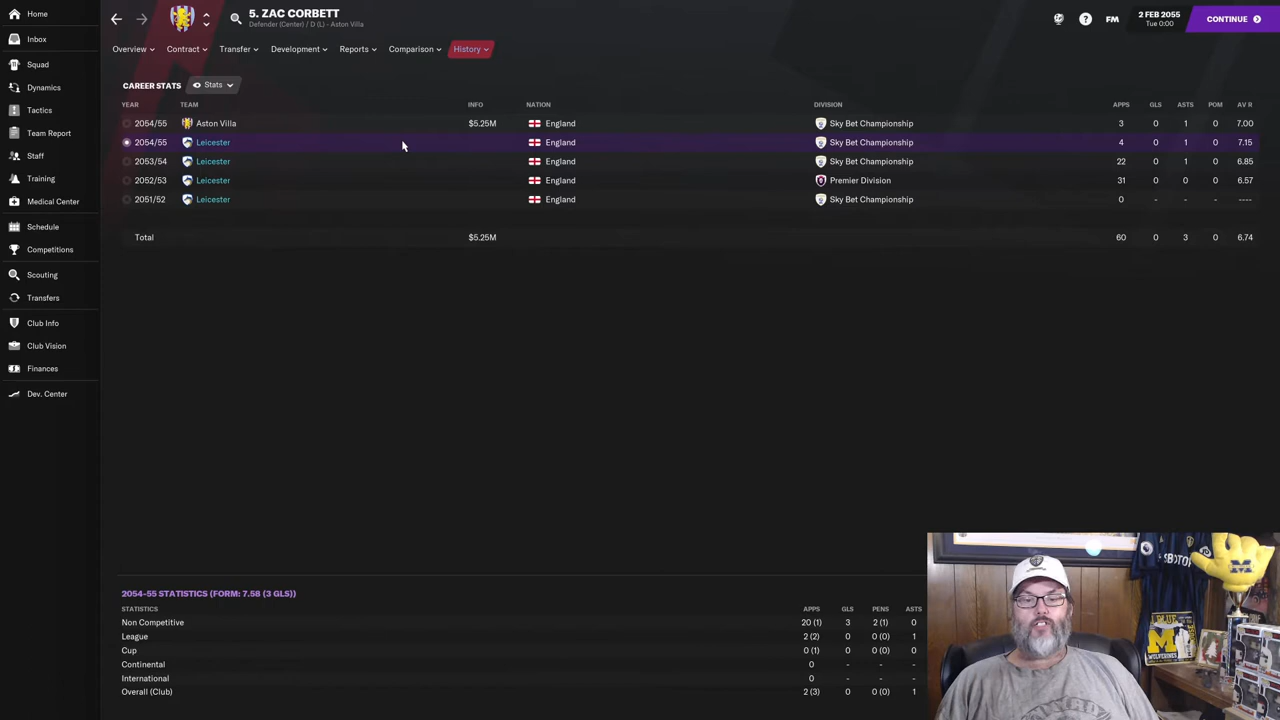 Home
Inbox
Squad
Dynamics
Tactics
Team Report
Staff
Training
Medical Center
Schedule
Competitions
Scouting
Transfers
Club Info
Club Vision
Finances
Dev. Center
5. ZAC CORBETT
Defender (Center) / D (L) - Aston Villa
FM
2 FEB 2055
Tue 0:00
CONTINUE
Overview Contract Transfer Development Reports Comparison History
CAREER STATS Stats
YEAR TEAM INFO NATION DIVISION APPS GLS ASTS POM AV R
2054/55 Aston Villa $5.25M England Sky Bet Championship 3 0 1 0 7.00
2054/55 Leicester England Sky Bet Championship 4 0 1 0 7.15
2053/54 Leicester England Sky Bet Championship 22 0 1 0 6.85
2052/53 Leicester England Premier Division 31 0 0 0 6.57
2051/52 Leicester England Sky Bet Championship 0 - - - ----
Total $5.25M 60 0 3 0 6.74
2054-55 STATISTICS (FORM: 7.58 (3 GLS))
STATISTICS APPS GLS PENS ASTS
Non Competitive 20 (1) 3 2 (1) 0
League 2 (2) 0 0 (0) 1
Cup 0 (1) 0 0 (0) 0
Continental 0 - - -
International 0 - - -
Overall (Club) 2 (3) 0 0 (0) 1
SBOTOP
M
M
WOLVERINES